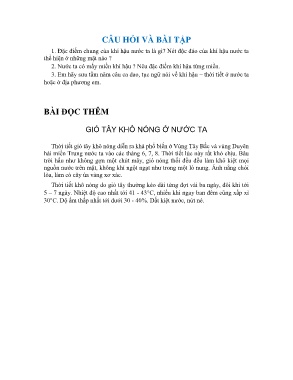 CÂU HỎI VÀ BÀI TẬP
1. Đặc điểm chung của khí hậu nước ta là gì? Nét độc đáo của khí hậu nước ta
thể hiện ở những mặt nào ?
2. Nước ta có mấy miền khí hậu ? Nêu đặc điểm khí hậu từng miền.
3. Em hãy sưu tầm năm câu ca dao, tục ngữ nói về khí hậu – thời tiết ở nước ta
hoặc ở địa phương em.
BÀI ĐỌC THÊM
GIÓ TÂY KHÔ NÓNG Ở NƯỚC TA
Thời tiết gió tây khô nóng diễn ra khá phổ biến ở Vùng Tây Bắc và vùng Duyên
hải miền Trung nước ta vào các tháng 6, 7, 8. Thời tiết lúc này rất khó chịu. Bầu
trời hầu như không gợn một chút mây, gió nóng thổi đều đều làm khô kiệt mọi
nguồn nước trên mặt, không khí ngột ngạt như trong một lò nung. Ánh nắng chói
lóa, làm cỏ cây úa vàng xơ xác.
Thời tiết khô nóng do gió tây thường kéo dài từng đợt vài ba ngày, đôi khi tới
5 – 7 ngày. Nhiệt độ cao nhất tới 41 - 43°C, nhiều khi ngay ban đêm cũng xấp xỉ
30°C. Độ ẩm thấp nhất tới dưới 30 - 40%. Đất kiệt nước, nứt nẻ.